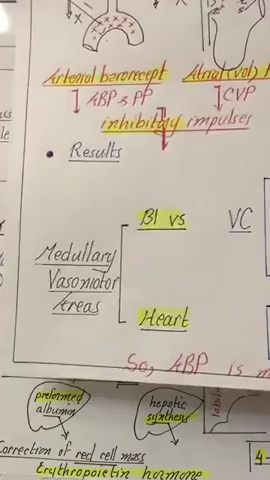 Arterial barorecept
Atrial (vol)
↓ ABP & PP
↓ CVP
inhibitory impulses
• Results
Bl vs
VC
Medullary
Vasomotor
Areas
Heart
So, ABP is
preformed
albumin
hepatic
synthesis
Correction of red cell mass
Erythropoietin hormone